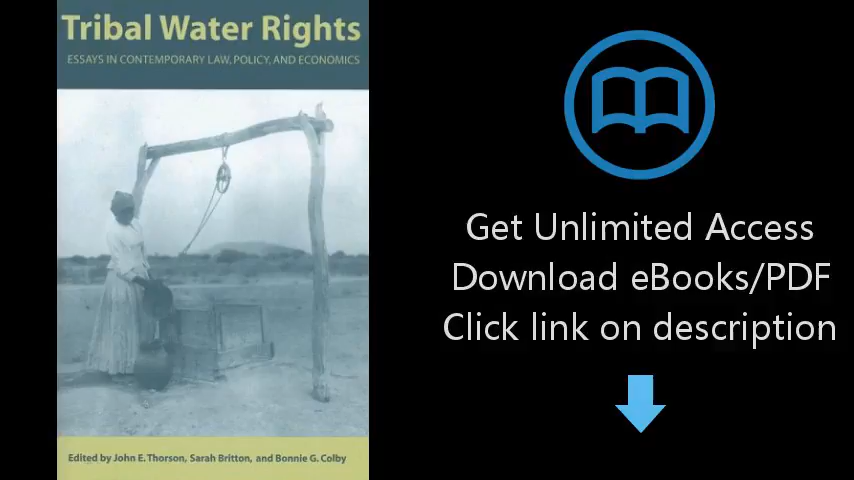 Tribal Water Rights
ESSAYS IN CONTEMPORARY LAW, POLICY, AND ECONOMICS
Edited by John E. Thorson, Sarah Britton, and Bonnie G. Colby
Get Unlimited Access
Download eBooks/PDF
Click link on description